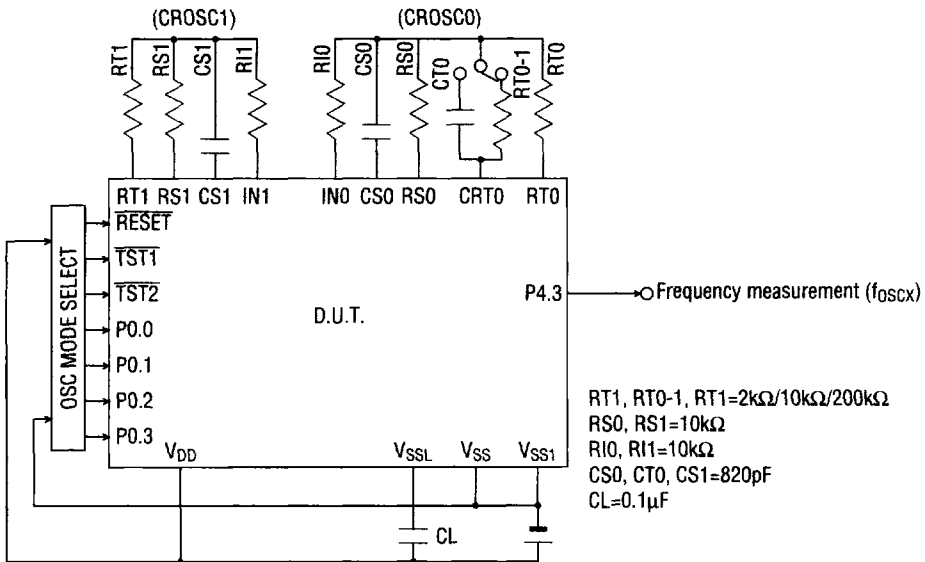 (CROSC1)
(CROSC0)
RT1
RS1
CS1
RI1
RI0
CS0
RS0
CT0
RT0-1
RT0
RT1 RS1 CS1 IN1 IN0 CS0 RS0 CRT0 RT0
OSC MODE SELECT
RESET
TST1
TST2
P0.0
P0.1
P0.2
P0.3
D.U.T.
P4.3
Frequency measurement (fOSCX)
VDD VSSL VSS VSS1
CL
RT1, RT0-1, RT1=2kΩ/10kΩ/200kΩ
RS0, RS1=10kΩ
RI0, RI1=10kΩ
CS0, CT0, CS1=820pF
CL=0.1μF